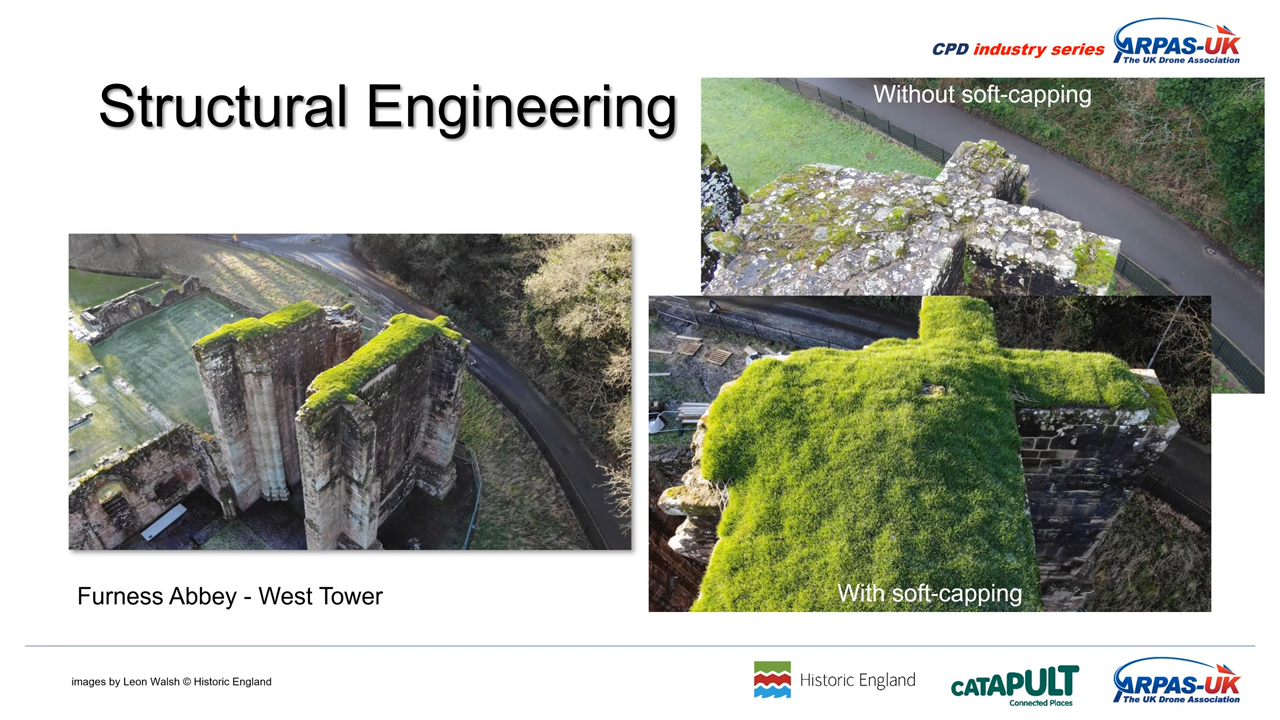 CPD industry series
ARPAS-UK
The UK Drone Association
Structural Engineering
Without soft-capping
With soft-capping
Furness Abbey - West Tower
images by Leon Walsh © Historic England
Historic England
CATAPULT
Connected Places
ARPAS-UK
The UK Drone Association